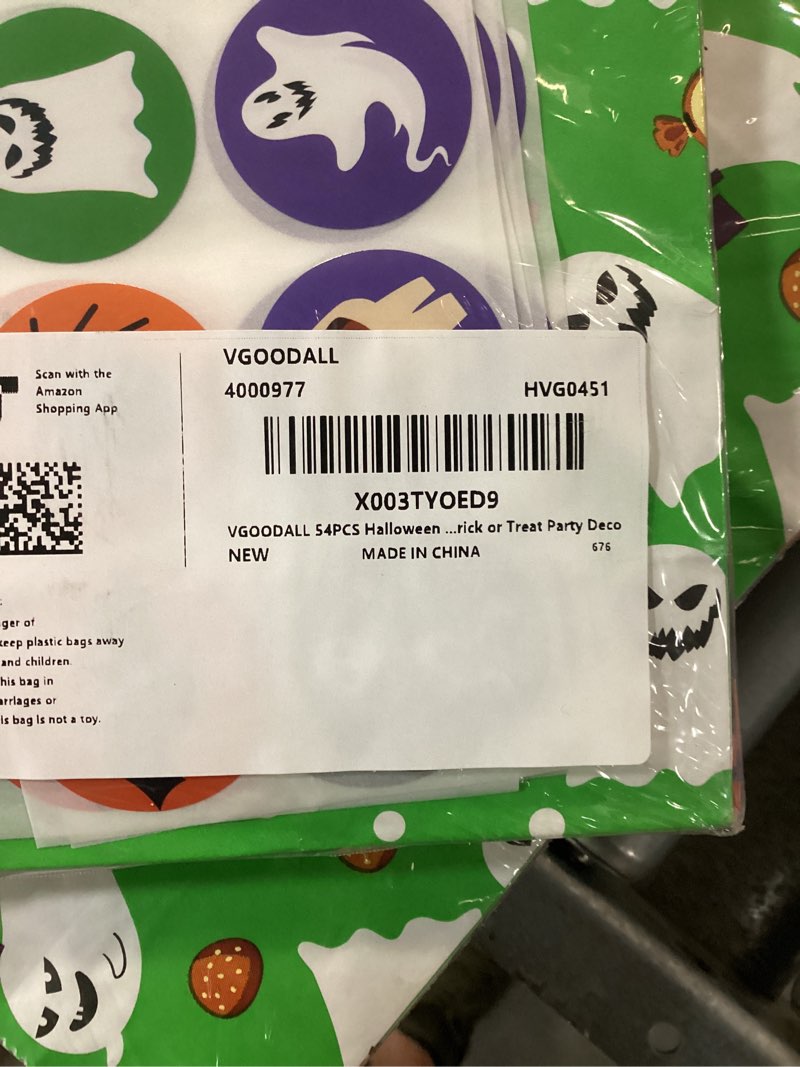 Scan with the
Amazon
Shopping App
VGOODALL
4000977 HVG0451
X003TYOED9
VGOODALL 54PCS Halloween ...rick or Treat Party Deco
NEW MADE IN CHINA 676
ger of
keep plastic bags away
and children.
his bag in
arriages or
is bag is not a toy.